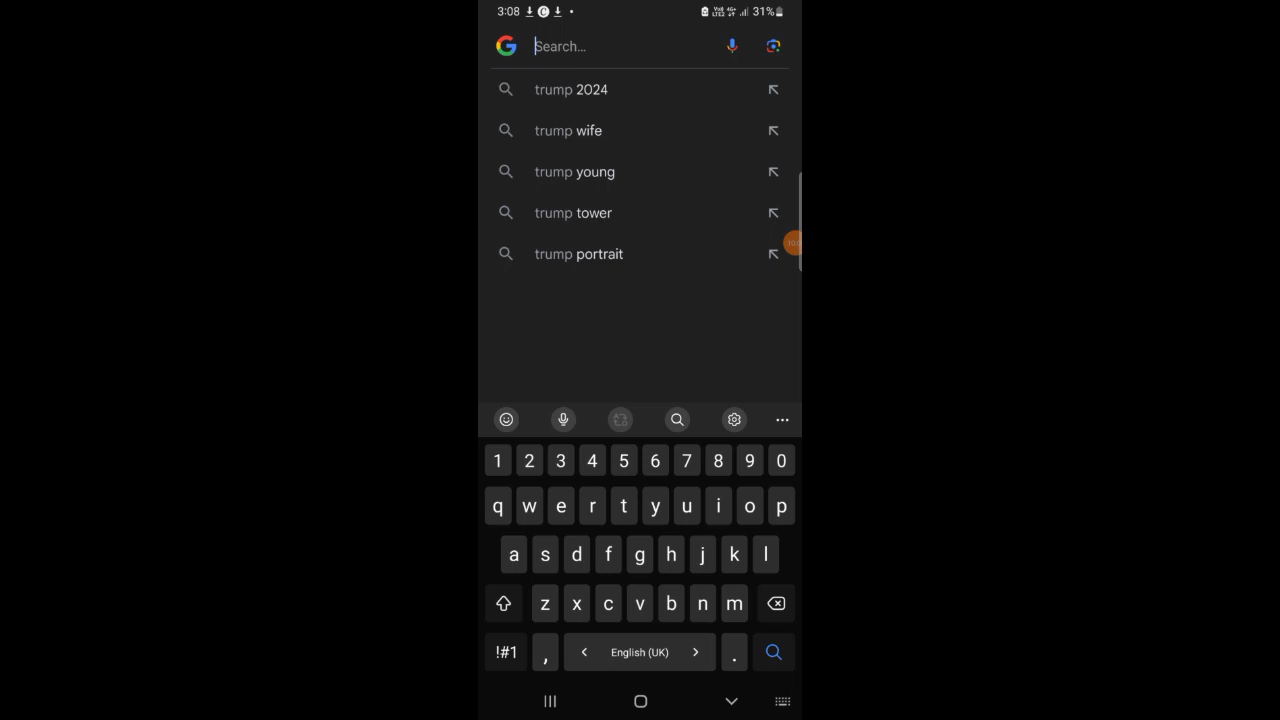 3:08 31%
Search...
trump 2024
trump wife
trump young
trump tower
trump portrait
1 2 3 4 5 6 7 8 9 0
q w e r t y u i o p
a s d f g h j k l
z x c v b n m
!#1 , < English (UK) > .